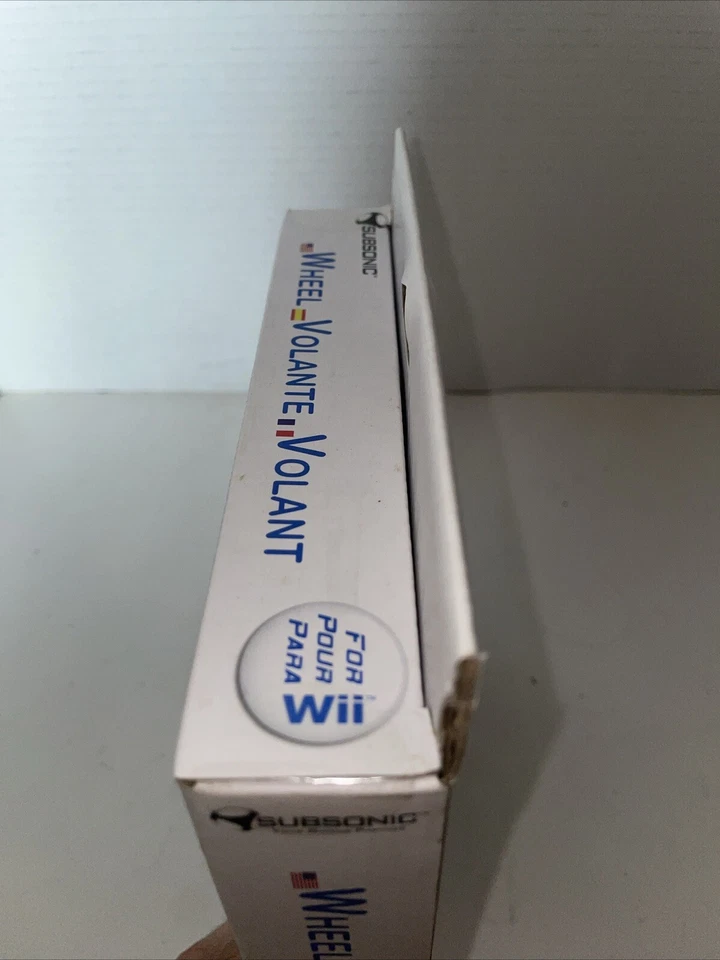 SUBSONIC
WHEEL VOLANTE VOLANT
FOR
POUR
PARA
Wii
SUBSONIC
WHEEL